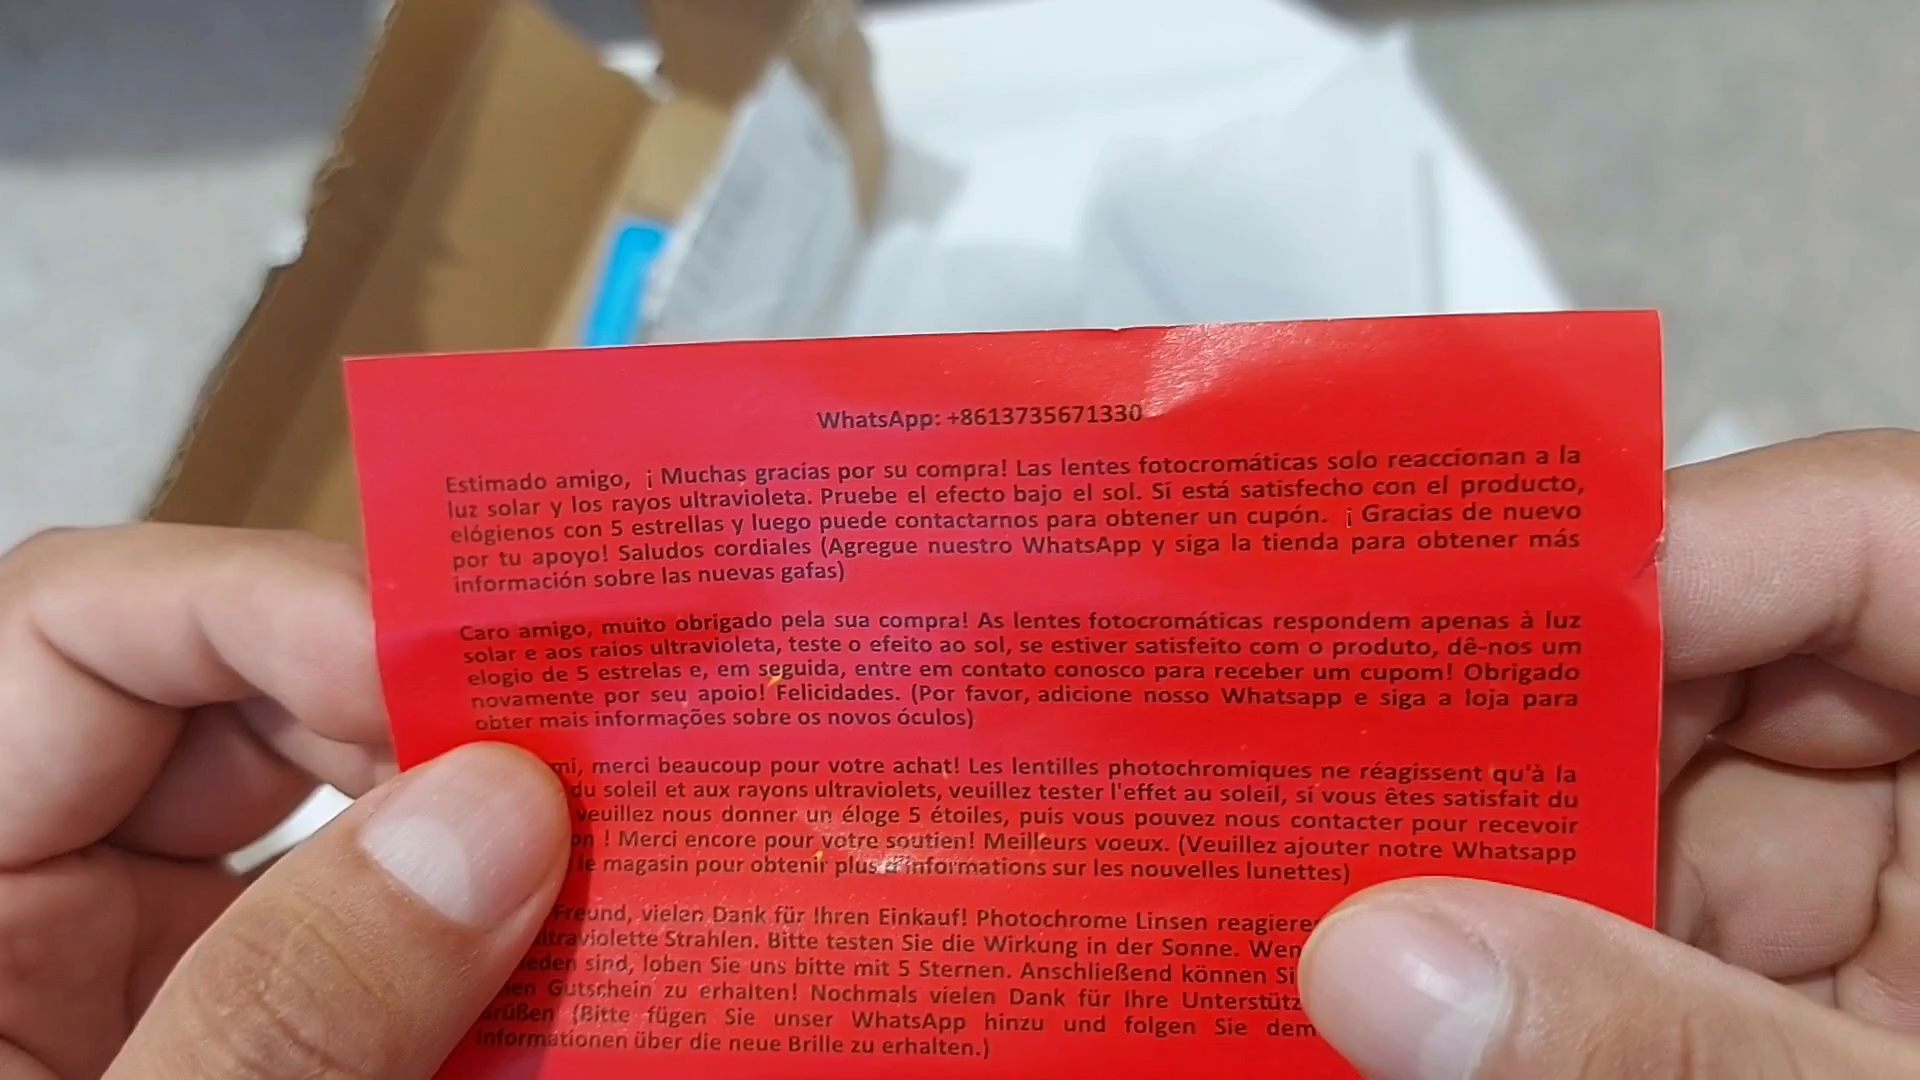 WhatsApp: +8613735671330
Estimado amigo, ¡ Muchas gracias por su compra! Las lentes fotocromáticas solo reaccionan a la
luz solar y los rayos ultravioleta. Pruebe el efecto bajo el sol. Si está satisfecho con el producto,
elógienos con 5 estrellas y luego puede contactarnos para obtener un cupón. ¡ Gracias de nuevo
por tu apoyo! Saludos cordiales (Agregue nuestro WhatsApp y siga la tienda para obtener más
información sobre las nuevas gafas)
Caro amigo, muito obrigado pela sua compra! As lentes fotocromáticas respondem apenas à luz
solar e aos raios ultravioleta, teste o efeito ao sol, se estiver satisfeito com o produto, dê-nos um
elogio de 5 estrelas e, em seguida, entre em contato conosco para receber um cupom! Obrigado
novamente por seu apoio! Felicidades. (Por favor, adicione nosso Whatsapp e siga a loja para
obter mais informações sobre os novos óculos)
merci beaucoup pour votre achat! Les lentilles photochromiques ne réagissent qu'à la
du soleil et aux rayons ultraviolets, veuillez tester l'effet au soleil, si vous êtes satisfait du
veuillez nous donner un éloge 5 étoiles, puis vous pouvez nous contacter pour recevoir
! Merci encore pour votre soutien! Meilleurs voeux. (Veuillez ajouter notre Whatsapp
le magasin pour obtenir plus d'informations sur les nouvelles lunettes)
Freund, vielen Dank für Ihren Einkauf! Photochrome Linsen
Strahlen. Bitte testen Sie die Wirkung in der Sonne.
sind, loben Sie uns bitte mit 5 Sternen. Anschließend können
Gutschein zu erhalten! Nochmals vielen Dank für Ihre
Grüßen (Bitte fügen Sie unser WhatsApp hinzu und folgen Sie dem
Informationen über die neue Brille zu erhalten.)